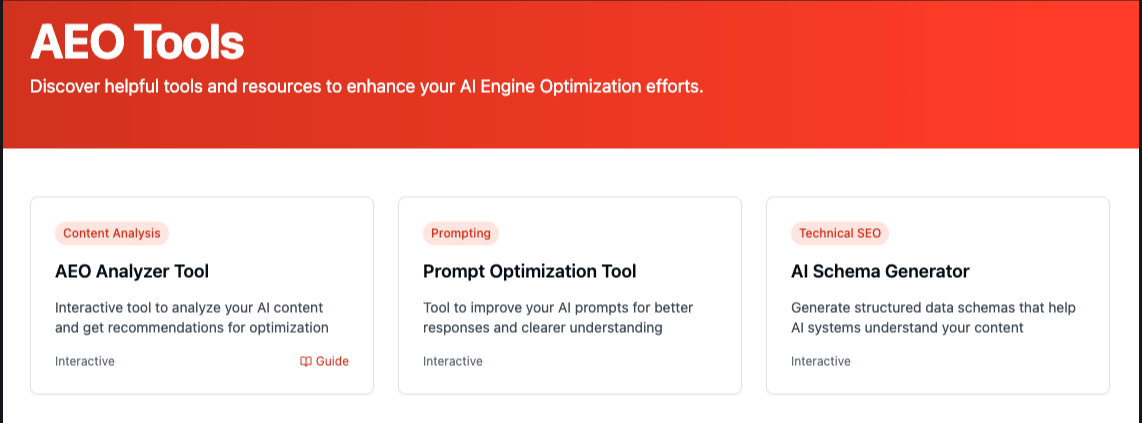 AEO Tools
Discover helpful tools and resources to enhance your AI Engine Optimization efforts.
Content Analysis
AEO Analyzer Tool
Interactive tool to analyze your AI content
and get recommendations for optimization
Interactive
Guide
Prompting
Prompt Optimization Tool
Tool to improve your AI prompts for better
responses and clearer understanding
Interactive
Technical SEO
AI Schema Generator
Generate structured data schemas that help
AI systems understand your content
Interactive